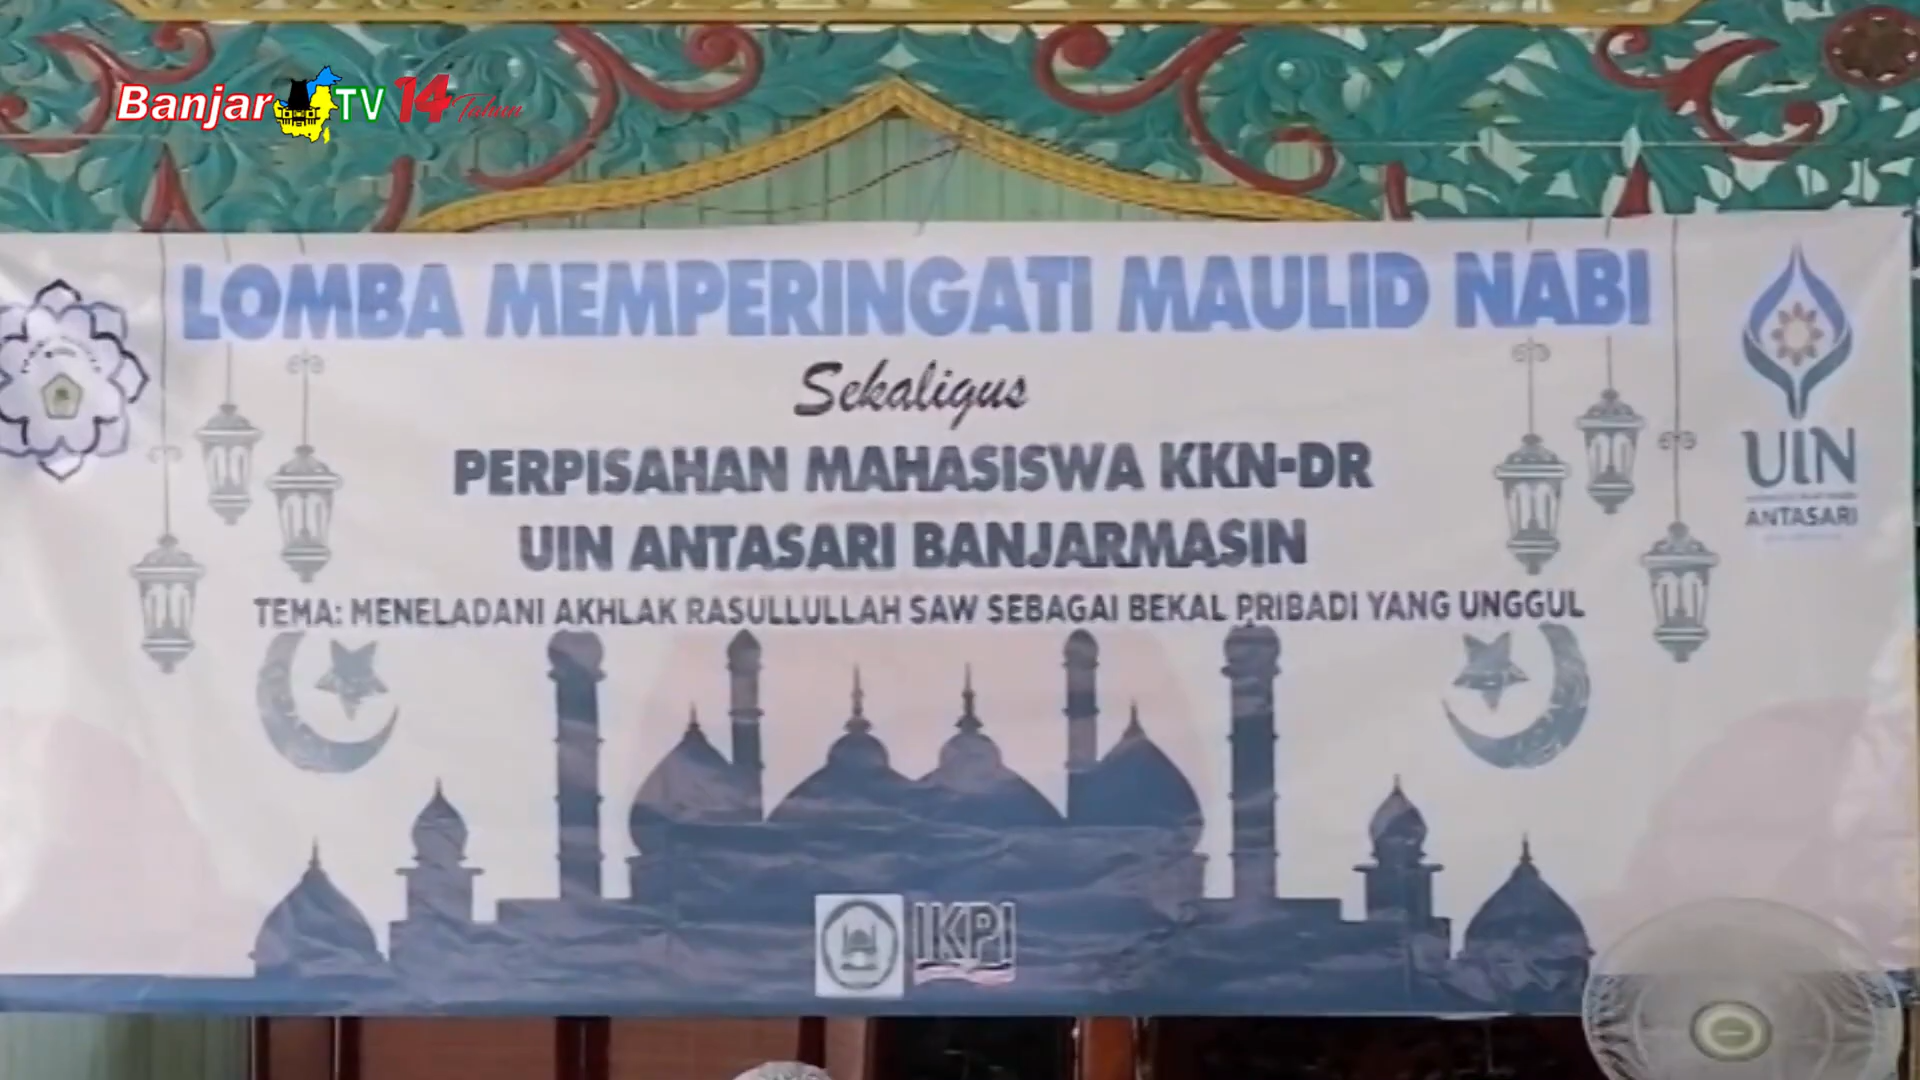 Banjar TV 14 Tahun
LOMBA MEMPERINGATI MAULID NABI
Sekaligus
PERPISAHAN MAHASISWA KKN-DR
UIN ANTASARI BANJARMASIN
TEMA: MENELADANI AKHLAK RASULLULLAH SAW SEBAGAI BEKAL PRIBADI YANG UNGGUL
UIN
ANTASARI
IKPI